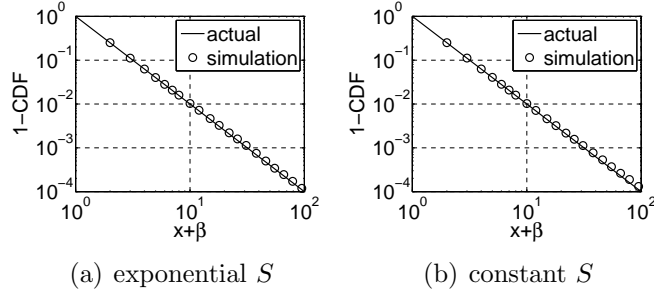 10^0
10^-1
10^-2
10^-3
10^-4
1−CDF
actual
simulation
10^0
10^1
10^2
x+β
(a) exponential S
10^0
10^-1
10^-2
10^-3
10^-4
1−CDF
actual
simulation
10^0
10^1
10^2
x+β
(b) constant S